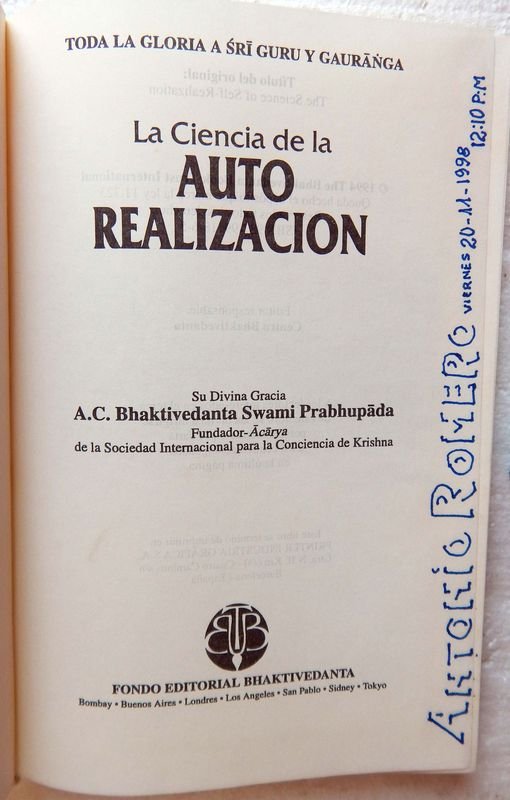 TODA LA GLORIA A ŚRĪ GURU Y GAURĀṄGA
La Ciencia de la
AUTO
REALIZACION
Su Divina Gracia
A.C. Bhaktivedanta Swami Prabhupāda
Fundador-Ācārya
de la Sociedad Internacional para la Conciencia de Krishna
BTB
FONDO EDITORIAL BHAKTIVEDANTA
Bombay • Buenos Aires • Londres • Los Angeles • San Pablo • Sidney • Tokyo
ANTONIO ROMERO VIERNES 20-11-1998
12:10 P.M